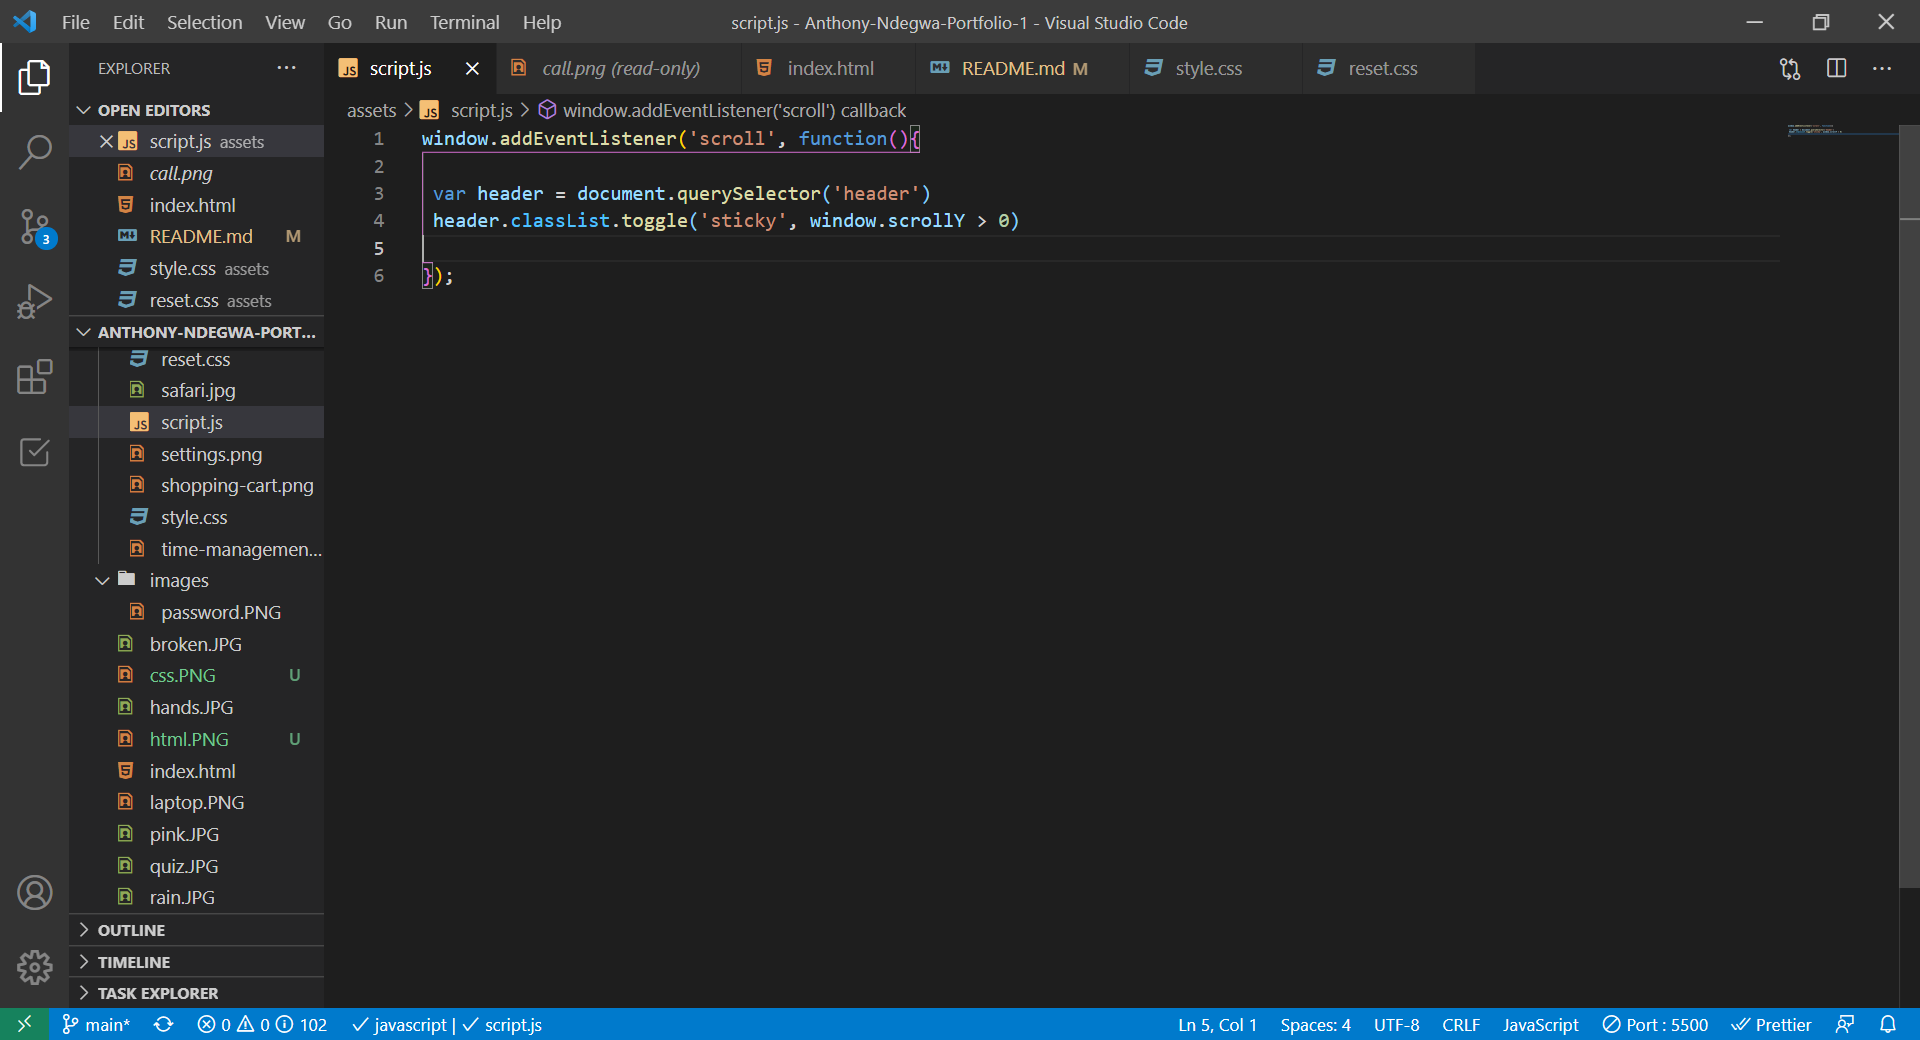 File Edit Selection View Go Run Terminal Help
script.js - Anthony-Ndegwa-Portfolio-1 - Visual Studio Code
EXPLORER ···
OPEN EDITORS
JS script.js assets
call.png
index.html
README.md M
style.css assets
reset.css assets
ANTHONY-NDEGWA-PORT...
reset.css
safari.jpg
JS script.js
settings.png
shopping-cart.png
style.css
time-managemen...
images
password.PNG
broken.JPG
css.PNG U
hands.JPG
html.PNG U
index.html
laptop.PNG
pink.JPG
quiz.JPG
rain.JPG
OUTLINE
TIMELINE
TASK EXPLORER
3
JS script.js call.png (read-only) index.html README.md M style.css reset.css
assets > JS script.js > window.addEventListener('scroll') callback
1 window.addEventListener('scroll', function(){
2
3 var header = document.querySelector('header')
4 header.classList.toggle('sticky', window.scrollY > 0)
5
6 });
main* 0 0 102 javascript | script.js Ln 5, Col 1 Spaces: 4 UTF-8 CRLF JavaScript Port : 5500 Prettier